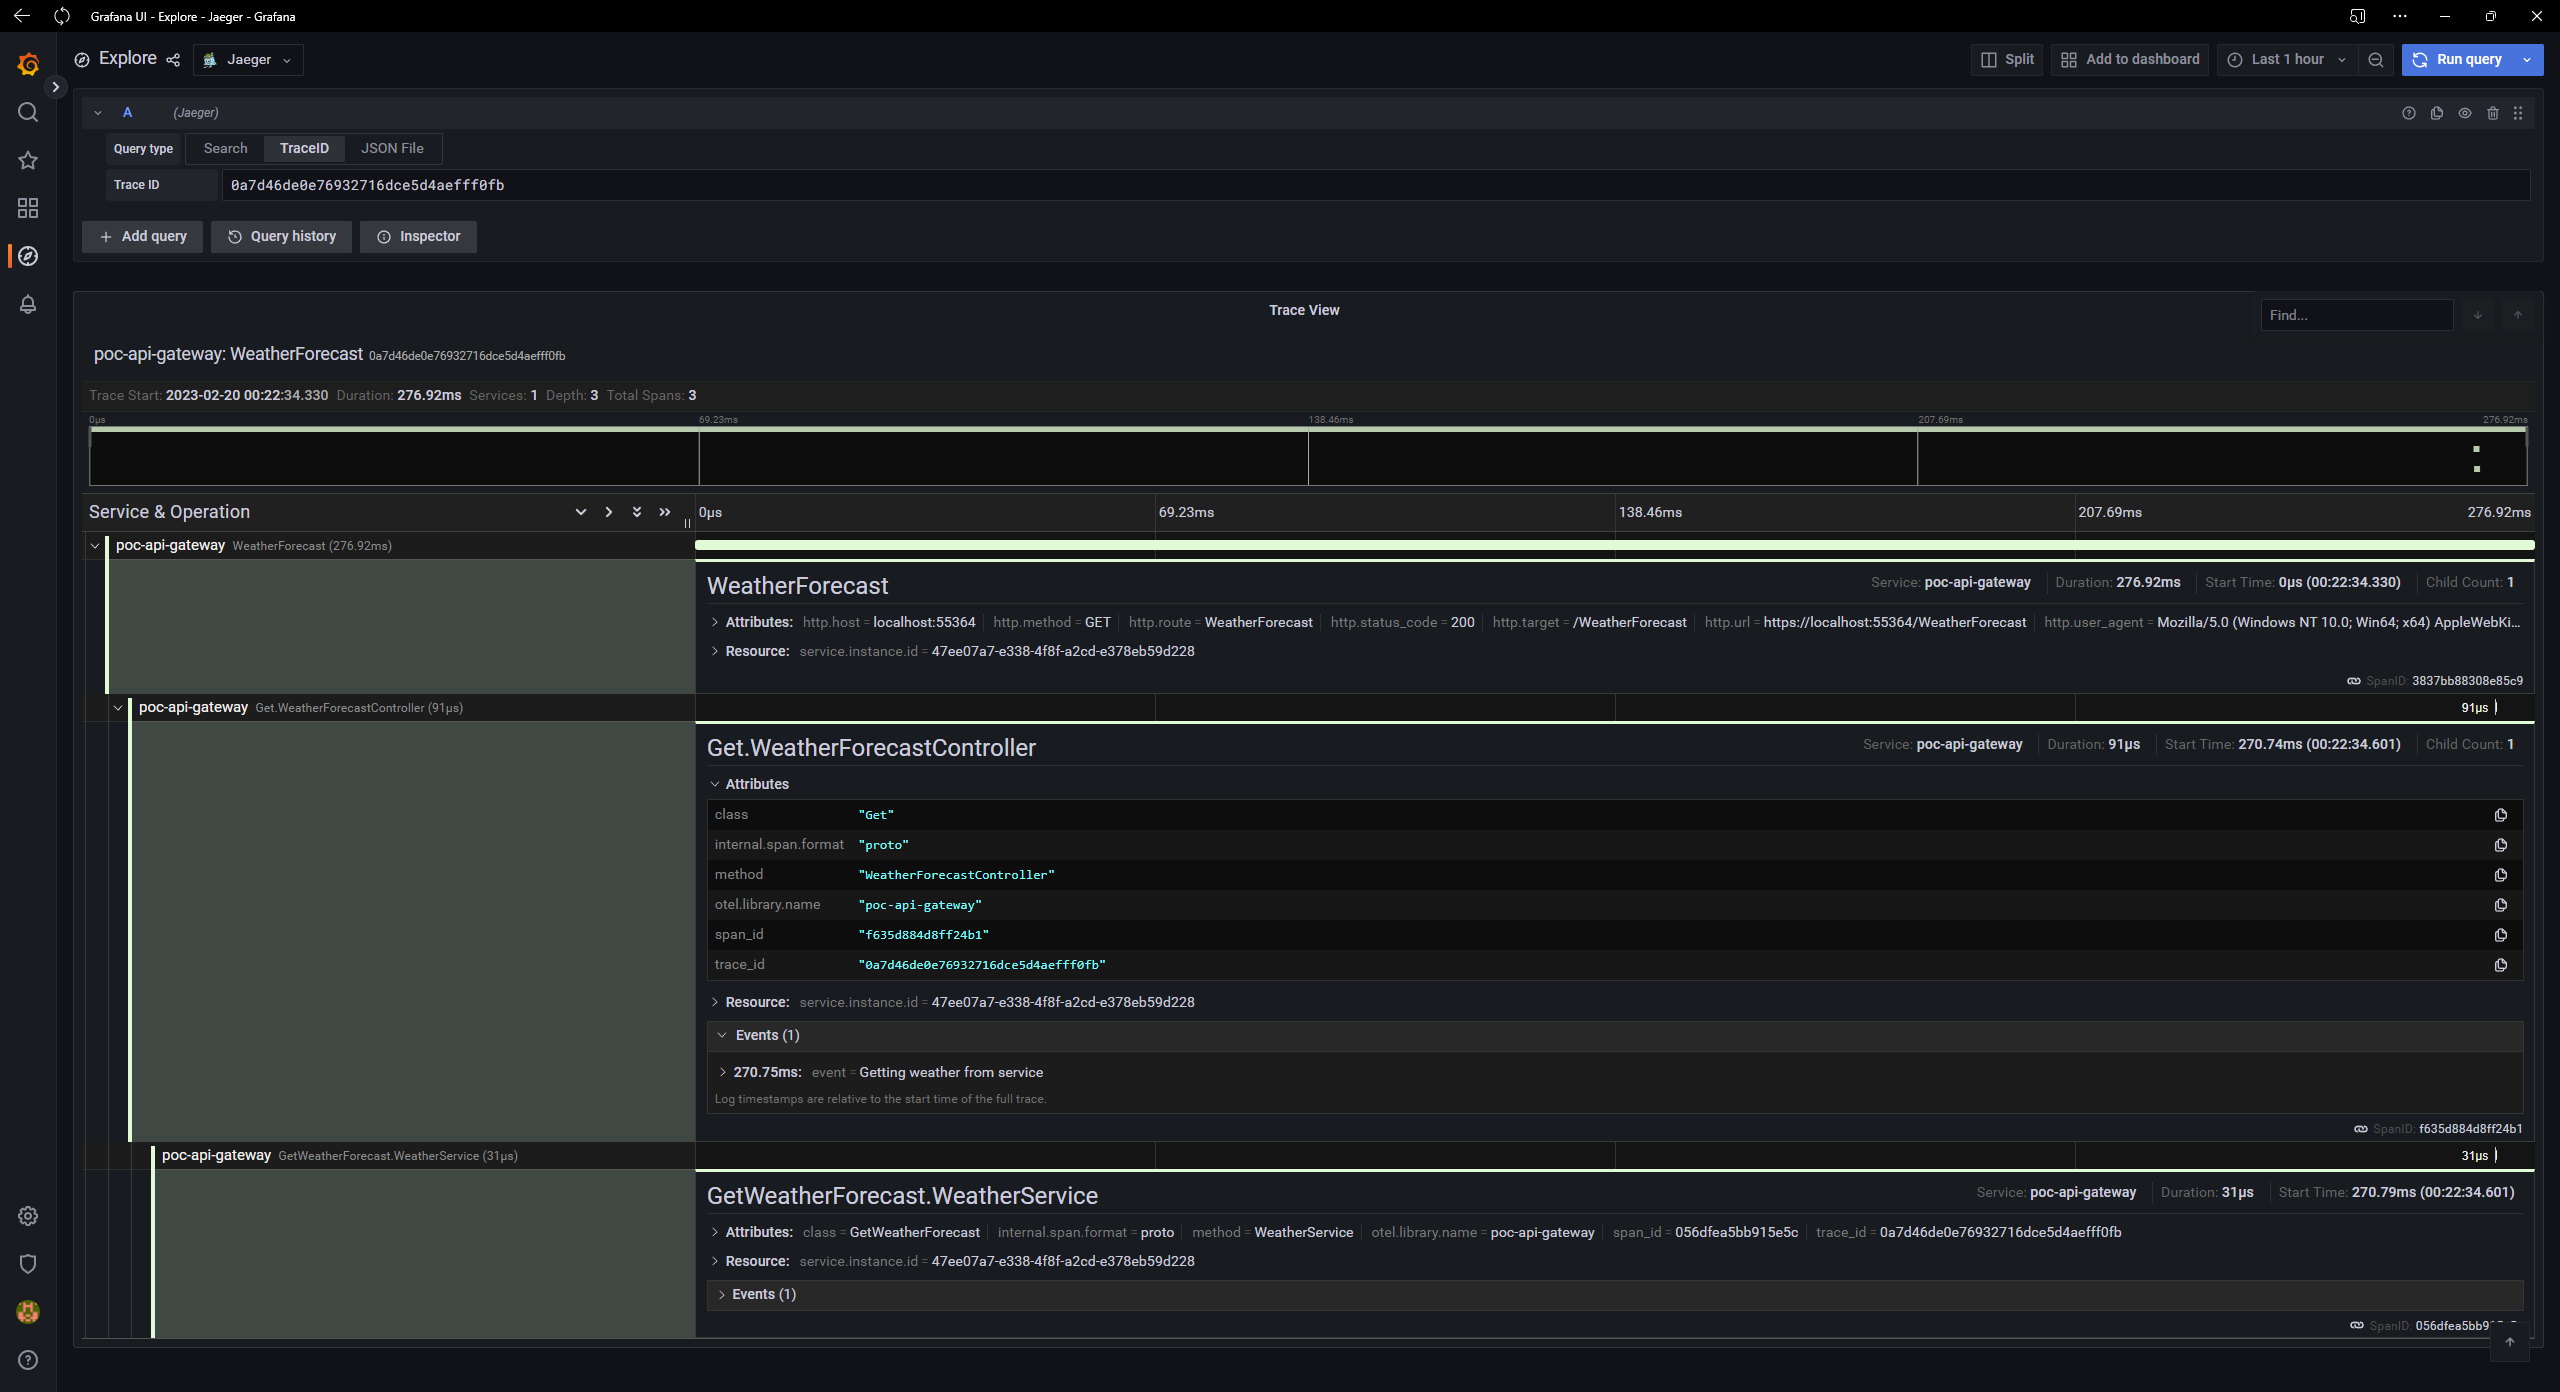 Grafana UI - Explore - Jaeger - Grafana
Explore Jaeger Split Add to dashboard Last 1 hour Run query
A (Jaeger)
Query type Search TraceID JSON File
Trace ID 0a7d46de0e76932716dce5d4aefff0fb
+ Add query Query history Inspector
Trace View
Find...
poc-api-gateway: WeatherForecast 0a7d46de0e76932716dce5d4aefff0fb
Trace Start: 2023-02-20 00:22:34.330 Duration: 276.92ms Services: 1 Depth: 3 Total Spans: 3
0μs 69.23ms 138.46ms 207.69ms 276.92ms
Service & Operation 0μs 69.23ms 138.46ms 207.69ms 276.92ms
poc-api-gateway WeatherForecast (276.92ms)
WeatherForecast Service: poc-api-gateway Duration: 276.92ms Start Time: 0μs (00:22:34.330) Child Count: 1
Attributes: http.host = localhost:55364 http.method = GET http.route = WeatherForecast http.status_code = 200 http.target = /WeatherForecast http.url = https://localhost:55364/WeatherForecast http.user_agent = Mozilla/5.0 (Windows NT 10.0; Win64; x64) AppleWebKi...
Resource: service.instance.id = 47ee07a7-e338-4f8f-a2cd-e378eb59d228
SpanID: 3837bb88308e85c9
poc-api-gateway Get.WeatherForecastController (91μs) 91μs
Get.WeatherForecastController Service: poc-api-gateway Duration: 91μs Start Time: 270.74ms (00:22:34.601) Child Count: 1
Attributes
class "Get"
internal.span.format "proto"
method "WeatherForecastController"
otel.library.name "poc-api-gateway"
span_id "f635d884d8ff24b1"
trace_id "0a7d46de0e76932716dce5d4aefff0fb"
Resource: service.instance.id = 47ee07a7-e338-4f8f-a2cd-e378eb59d228
Events (1)
270.75ms: event = Getting weather from service
Log timestamps are relative to the start time of the full trace.
SpanID: f635d884d8ff24b1
poc-api-gateway GetWeatherForecast.WeatherService (31μs) 31μs
GetWeatherForecast.WeatherService Service: poc-api-gateway Duration: 31μs Start Time: 270.79ms (00:22:34.601)
Attributes: class = GetWeatherForecast internal.span.format = proto method = WeatherService otel.library.name = poc-api-gateway span_id = 056dfea5bb915e5c trace_id = 0a7d46de0e76932716dce5d4aefff0fb
Resource: service.instance.id = 47ee07a7-e338-4f8f-a2cd-e378eb59d228
Events (1)
SpanID: